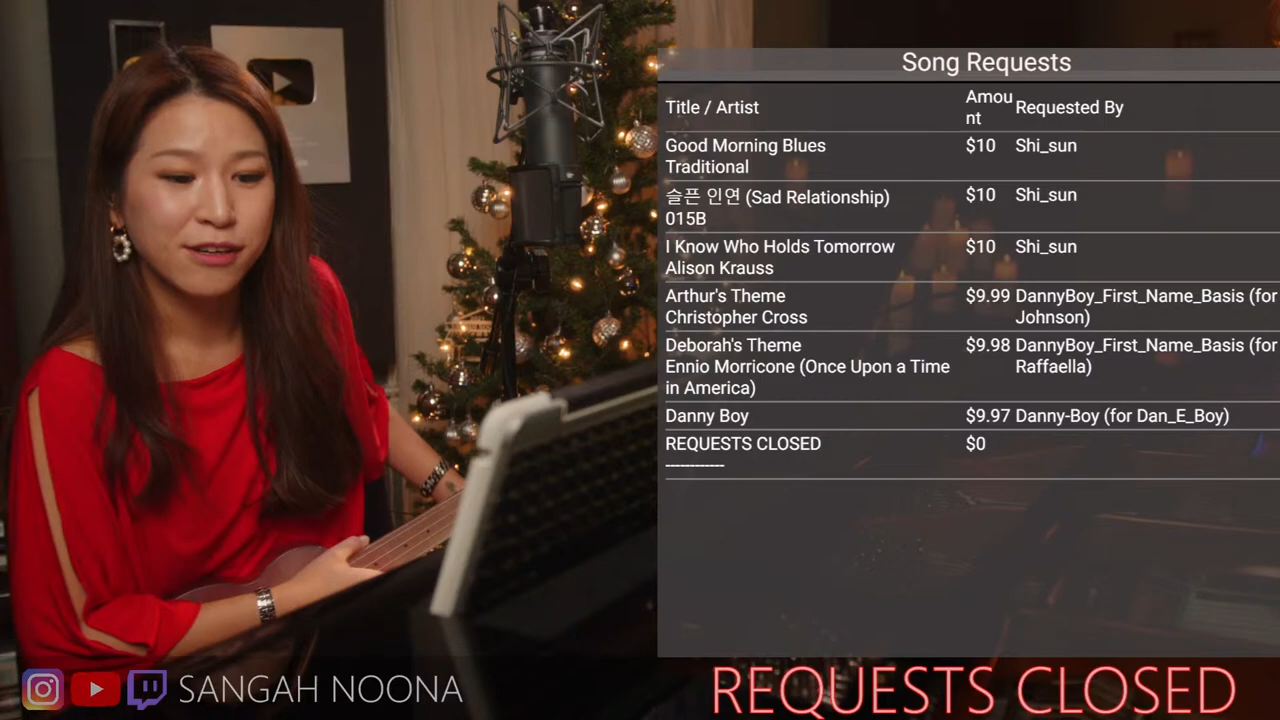 Song Requests
Title / Artist Amou
nt Requested By
Good Morning Blues $10 Shi_sun
Traditional
슬픈 인연 (Sad Relationship) $10 Shi_sun
015B
I Know Who Holds Tomorrow $10 Shi_sun
Alison Krauss
Arthur's Theme $9.99 DannyBoy_First_Name_Basis (for
Christopher Cross Johnson)
Deborah's Theme $9.98 DannyBoy_First_Name_Basis (for
Ennio Morricone (Once Upon a Time Raffaella)
in America)
Danny Boy $9.97 Danny-Boy (for Dan_E_Boy)
REQUESTS CLOSED $0
------------
SANGAH NOONA
REQUESTS CLOSED